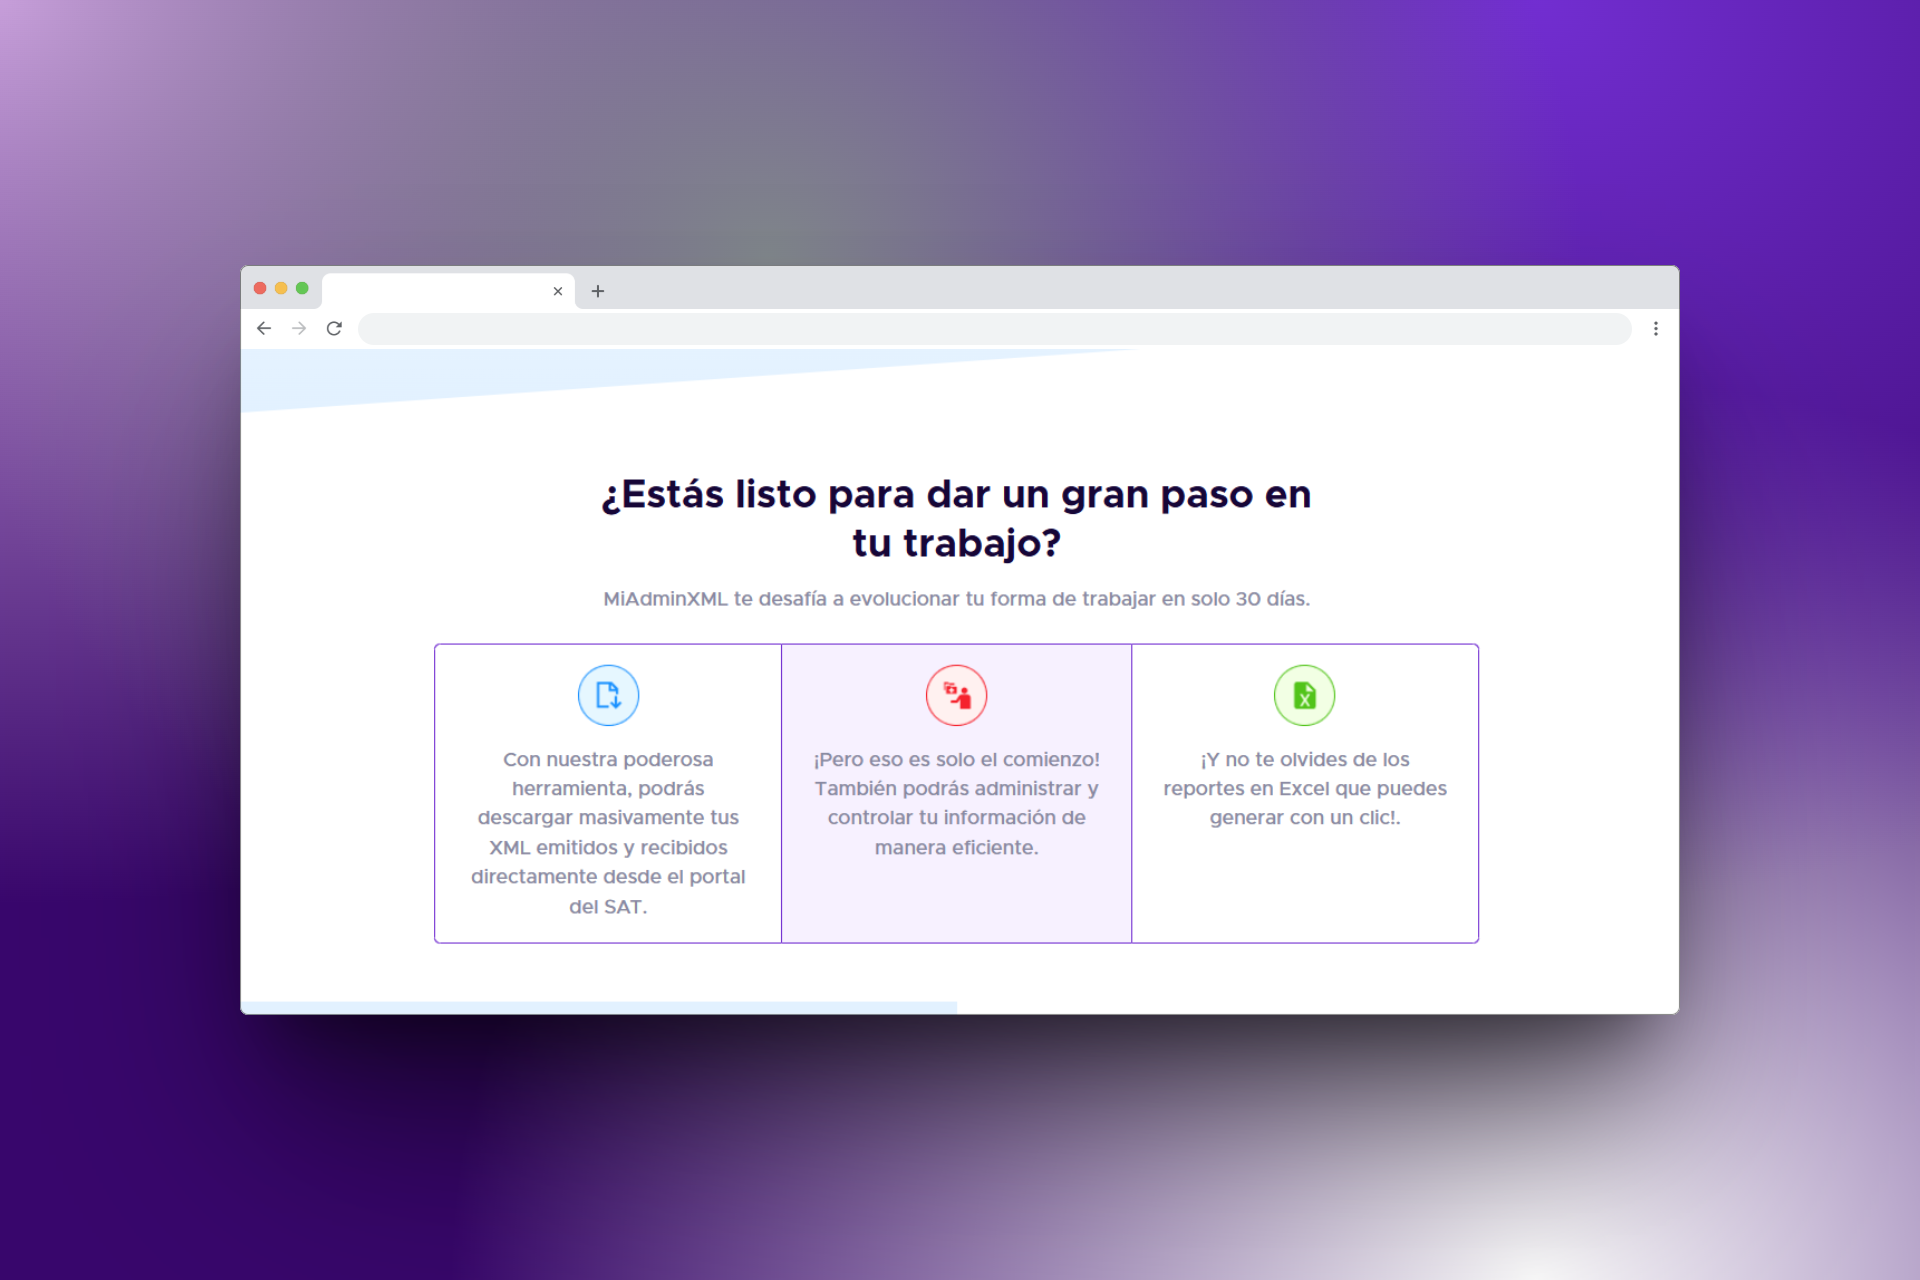 ¿Estás listo para dar un gran paso en
tu trabajo?
MiAdminXML te desafía a evolucionar tu forma de trabajar en solo 30 días.
Con nuestra poderosa
herramienta, podrás
descargar masivamente tus
XML emitidos y recibidos
directamente desde el portal
del SAT.
¡Pero eso es solo el comienzo!
También podrás administrar y
controlar tu información de
manera eficiente.
¡Y no te olvides de los
reportes en Excel que puedes
generar con un clic!.